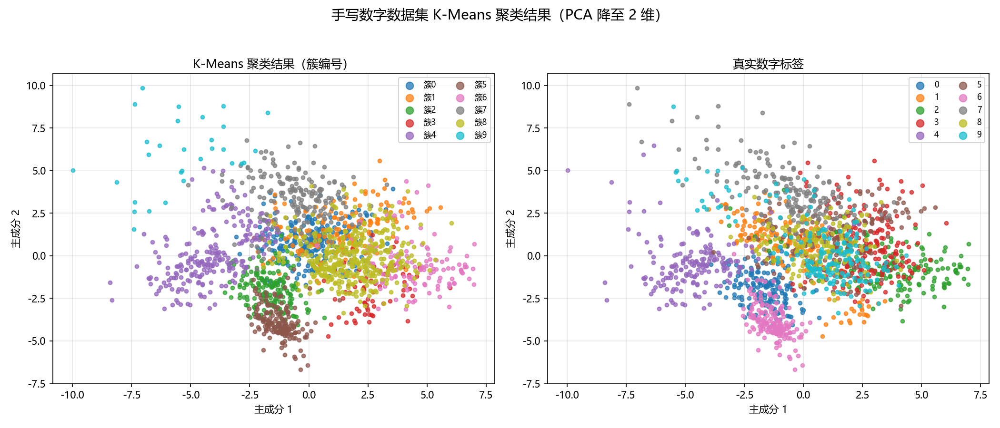 手写数字数据集 K-Means 聚类结果（PCA 降至 2 维）
K-Means 聚类结果（簇编号）
10.0
7.5
5.0
2.5
0.0
-2.5
-5.0
-7.5
主成分 2
簇0 簇5
簇1 簇6
簇2 簇7
簇3 簇8
簇4 簇9
-10.0 -7.5 -5.0 -2.5 0.0 2.5 5.0 7.5
主成分 1
真实数字标签
10.0
7.5
5.0
2.5
0.0
-2.5
-5.0
-7.5
主成分 2
0 5
1 6
2 7
3 8
4 9
-10.0 -7.5 -5.0 -2.5 0.0 2.5 5.0 7.5
主成分 1